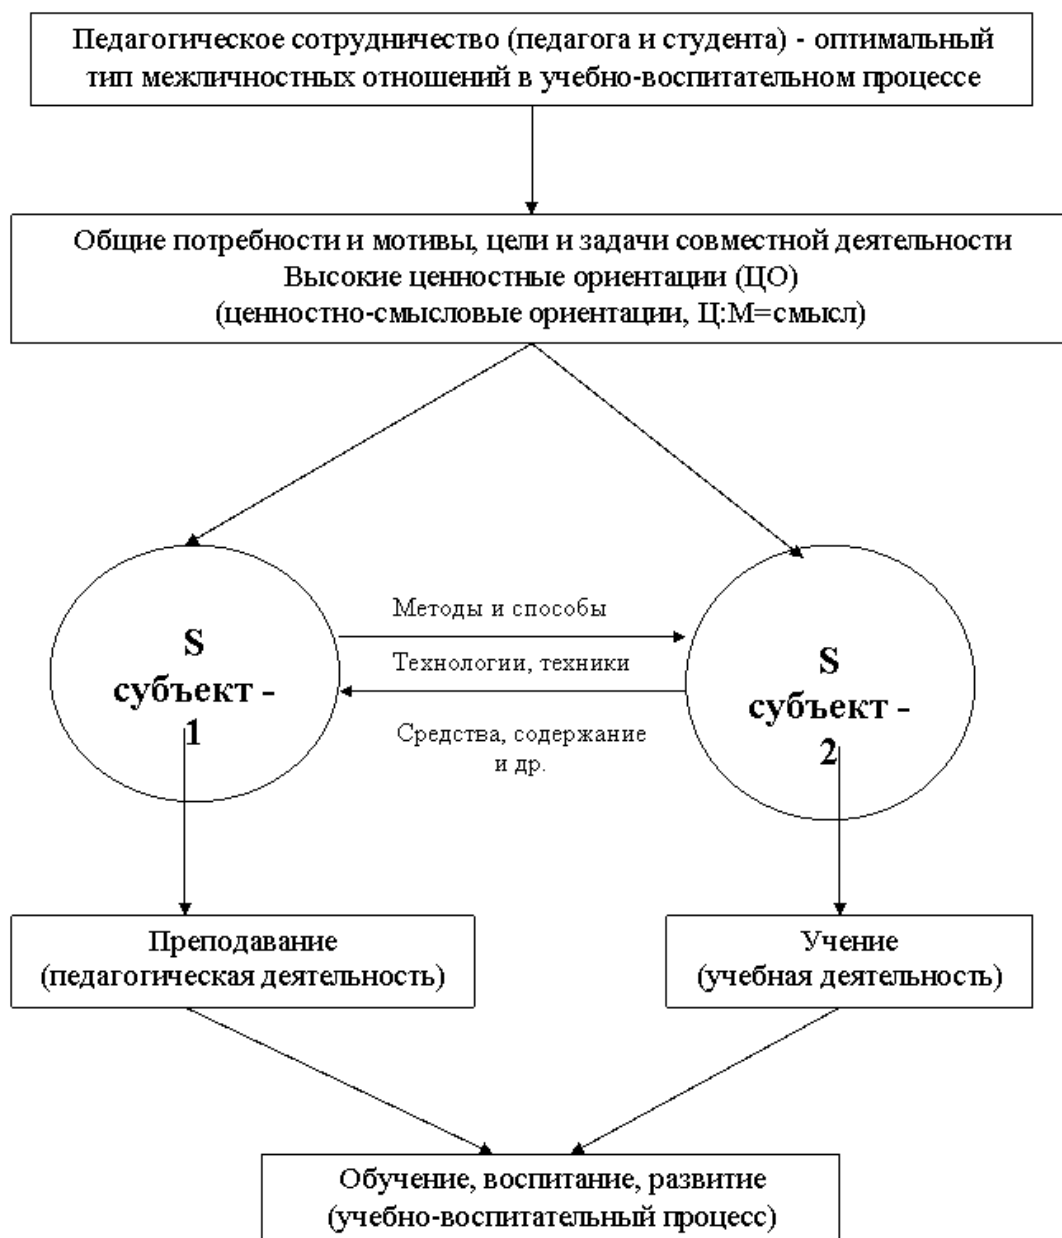 Педагогическое сотрудничество (педагога и студента) - оптимальный
тип межличностных отношений в учебно-воспитательном процессе
Общие потребности и мотивы, цели и задачи совместной деятельности
Высокие ценностные ориентации (ЦО)
(ценностно-смысловые ориентации, Ц:М=смысл)
S
субъект -
1
Методы и способы
Технологии, техники
Средства, содержание
и др.
S
субъект -
2
Преподавание
(педагогическая деятельность)
Учение
(учебная деятельность)
Обучение, воспитание, развитие
(учебно-воспитательный процесс)